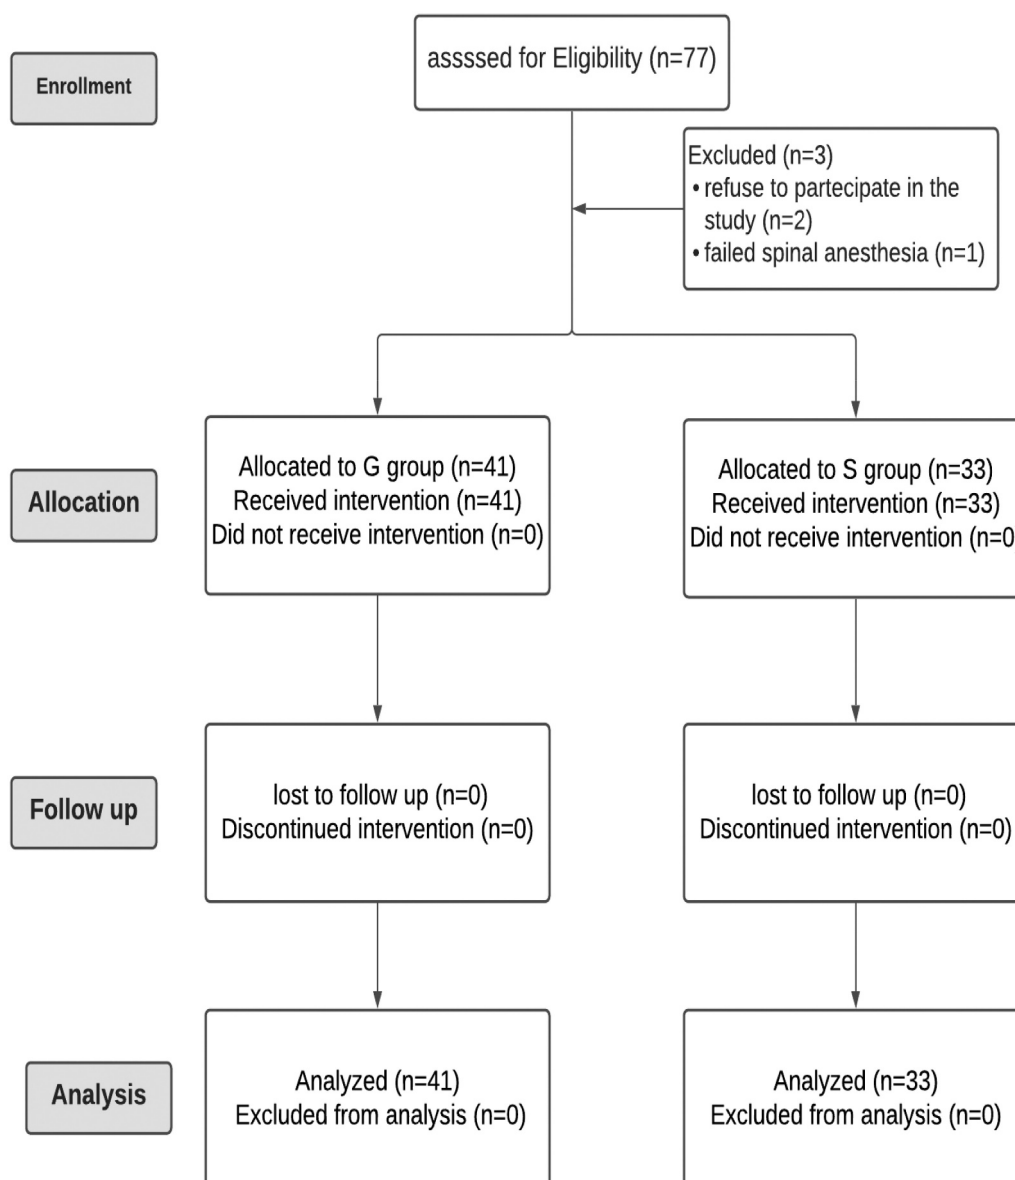 Enrollment
assssed for Eligibility (n=77)
Excluded (n=3)
• refuse to partecipate in the
study (n=2)
• failed spinal anesthesia (n=1)
Allocation
Allocated to G group (n=41)
Received intervention (n=41)
Did not receive intervention (n=0)
Allocated to S group (n=33)
Received intervention (n=33)
Did not receive intervention (n=0
Follow up
lost to follow up (n=0)
Discontinued intervention (n=0)
lost to follow up (n=0)
Discontinued intervention (n=0)
Analysis
Analyzed (n=41)
Excluded from analysis (n=0)
Analyzed (n=33)
Excluded from analysis (n=0)